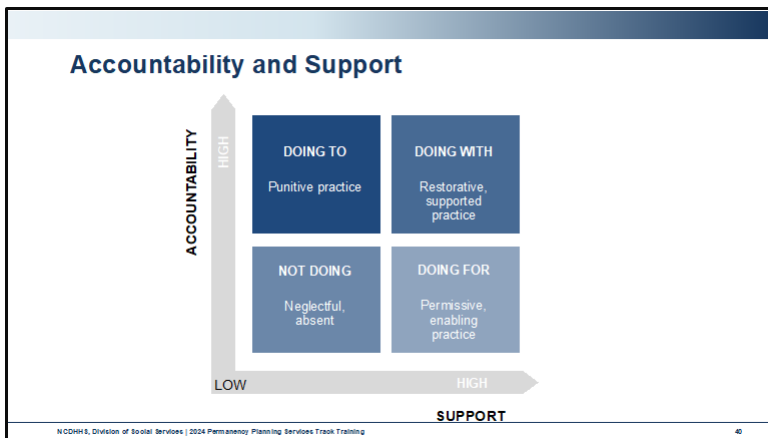 Accountability and Support
ACCOUNTABILITY
HIGH
DOING TO
Punitive practice
DOING WITH
Restorative,
supported
practice
NOT DOING
Neglectful,
absent
DOING FOR
Permissive,
enabling
practice
LOW
HIGH
SUPPORT
NCDHHS, Division of Social Services | 2024 Permanency Planning Services Track Training
40